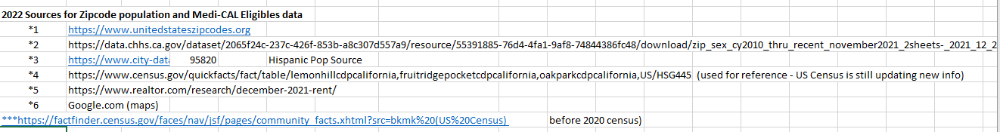 2022 Sources for Zipcode population and Medi-CAL Eligibles data
*1 https://www.unitedstateszipcodes.org
*2 https://data.chhs.ca.gov/dataset/2065f24c-237c-426f-853b-a8c307d557a9/resource/55391885-76d4-4fa1-9af8-74844386fc48/download/zip_sex_cy2010_thru_recent_november2021_2sheets-_2021_12_2
*3 https://www.city-dat 95820 Hispanic Pop Source
*4 https://www.census.gov/quickfacts/fact/table/lemonhillcdpcalifornia,fruitridgepocketcdpcalifornia,oakparkcdpcalifornia,US/HSG445 (used for reference - US Census is still updating new info)
*5 https://www.realtor.com/research/december-2021-rent/
*6 Google.com (maps)
***https://factfinder.census.gov/faces/nav/jsf/pages/community_facts.xhtml?src=bkmk%20(US%20Census) before 2020 census)